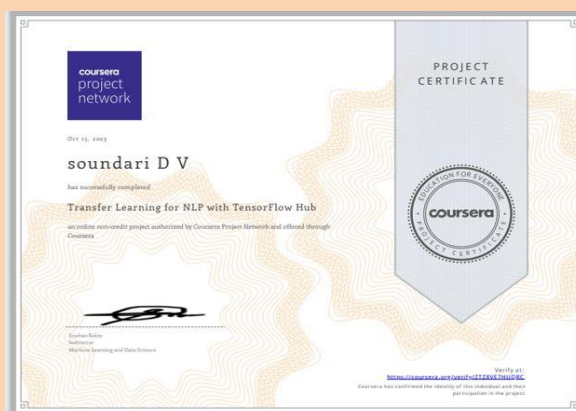 coursera
project
network
PROJECT
CERTIFICATE
Oct 13, 2023
soundari D V
has successfully completed
Transfer Learning for NLP with TensorFlow Hub
an online non-credit project authorized by Coursera Project Network and offered through
Coursera
EDUCATION FOR EVERYONE
coursera
PROJECT CERTIFICATE
Instructor
Machine Learning and Data Science
Verify at:
Coursera has confirmed the identity of this individual and their
participation in the project.